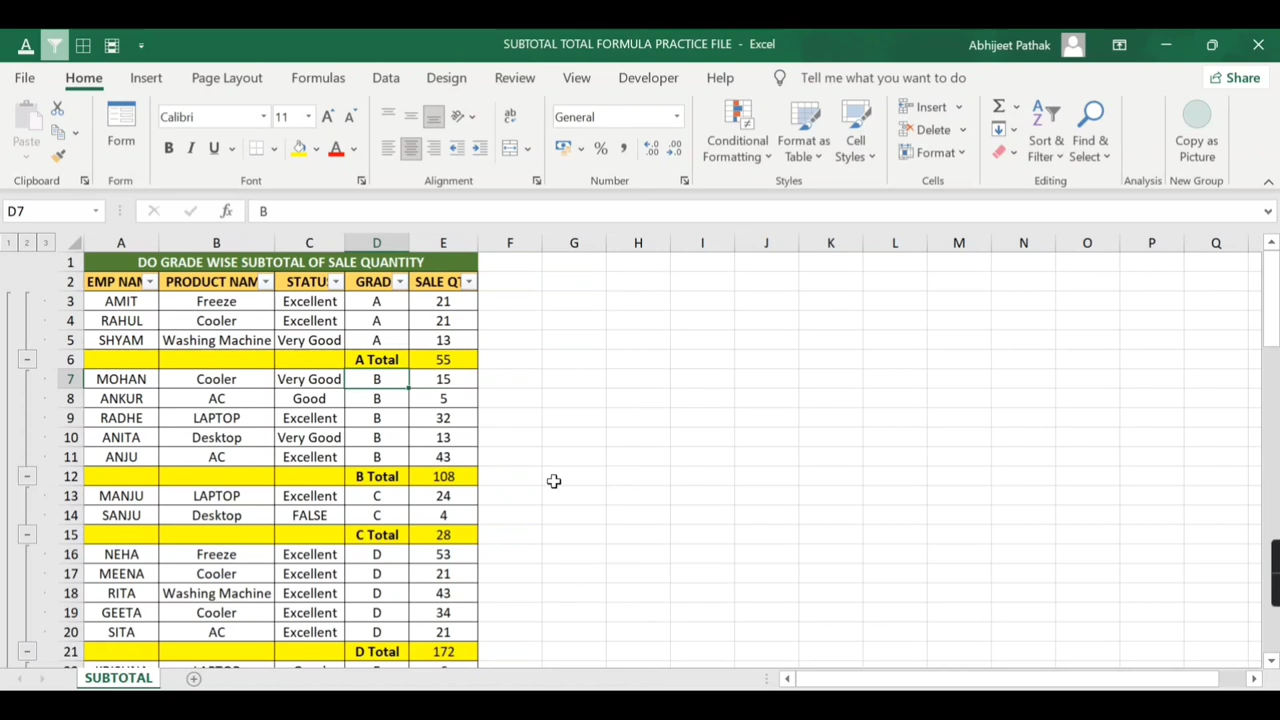 SUBTOTAL TOTAL FORMULA PRACTICE FILE - Excel
Abhijeet Pathak
File Home Insert Page Layout Formulas Data Design Review View Developer Help Tell me what you want to do Share
Paste
Form
Calibri 11
General
Conditional Formatting
Format as Table
Cell Styles
Insert
Delete
Format
Sort & Filter
Find & Select
Copy as Picture
Clipboard Form Font Alignment Number Styles Cells Editing Analysis New Group
D7 fx B
1 2 3 A B C D E F G H I J K L M N O P Q
1 DO GRADE WISE SUBTOTAL OF SALE QUANTITY
2 EMP NAM PRODUCT NAM STATU GRAD SALE QT
3 AMIT Freeze Excellent A 21
4 RAHUL Cooler Excellent A 21
5 SHYAM Washing Machine Very Good A 13
6 A Total 55
7 MOHAN Cooler Very Good B 15
8 ANKUR AC Good B 5
9 RADHE LAPTOP Excellent B 32
10 ANITA Desktop Very Good B 13
11 ANJU AC Excellent B 43
12 B Total 108
13 MANJU LAPTOP Excellent C 24
14 SANJU Desktop FALSE C 4
15 C Total 28
16 NEHA Freeze Excellent D 53
17 MEENA Cooler Excellent D 21
18 RITA Washing Machine Excellent D 43
19 GEETA Cooler Excellent D 34
20 SITA AC Excellent D 21
21 D Total 172
SUBTOTAL